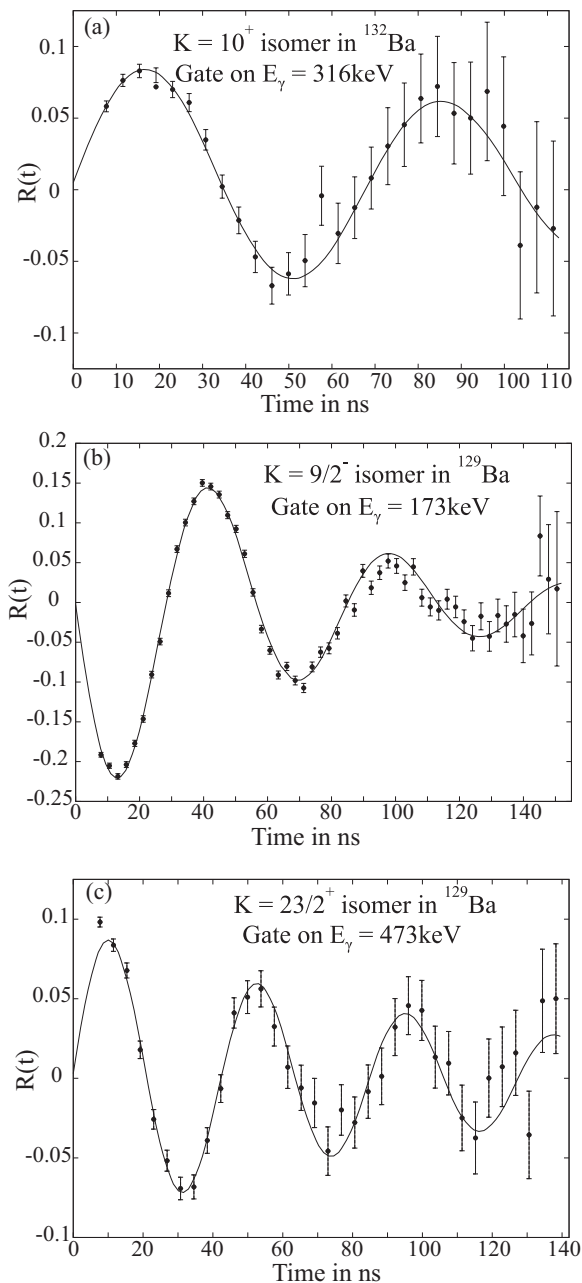 (a)
K = 10⁺ isomer in ¹³²Ba
Gate on Eγ = 316keV
0.1
0.05
0
-0.05
-0.1
R(t)
0 10 20 30 40 50 60 70 80 90 100 110
Time in ns
(b)
K = 9/2⁻ isomer in ¹²⁹Ba
Gate on Eγ = 173keV
0.2
0.15
0.1
0.05
0
-0.05
-0.1
-0.15
-0.2
-0.25
R(t)
0 20 40 60 80 100 120 140
Time in ns
(c)
K = 23/2⁺ isomer in ¹²⁹Ba
Gate on Eγ = 473keV
0.1
0.05
0
-0.05
-0.1
R(t)
0 20 40 60 80 100 120 140
Time in ns